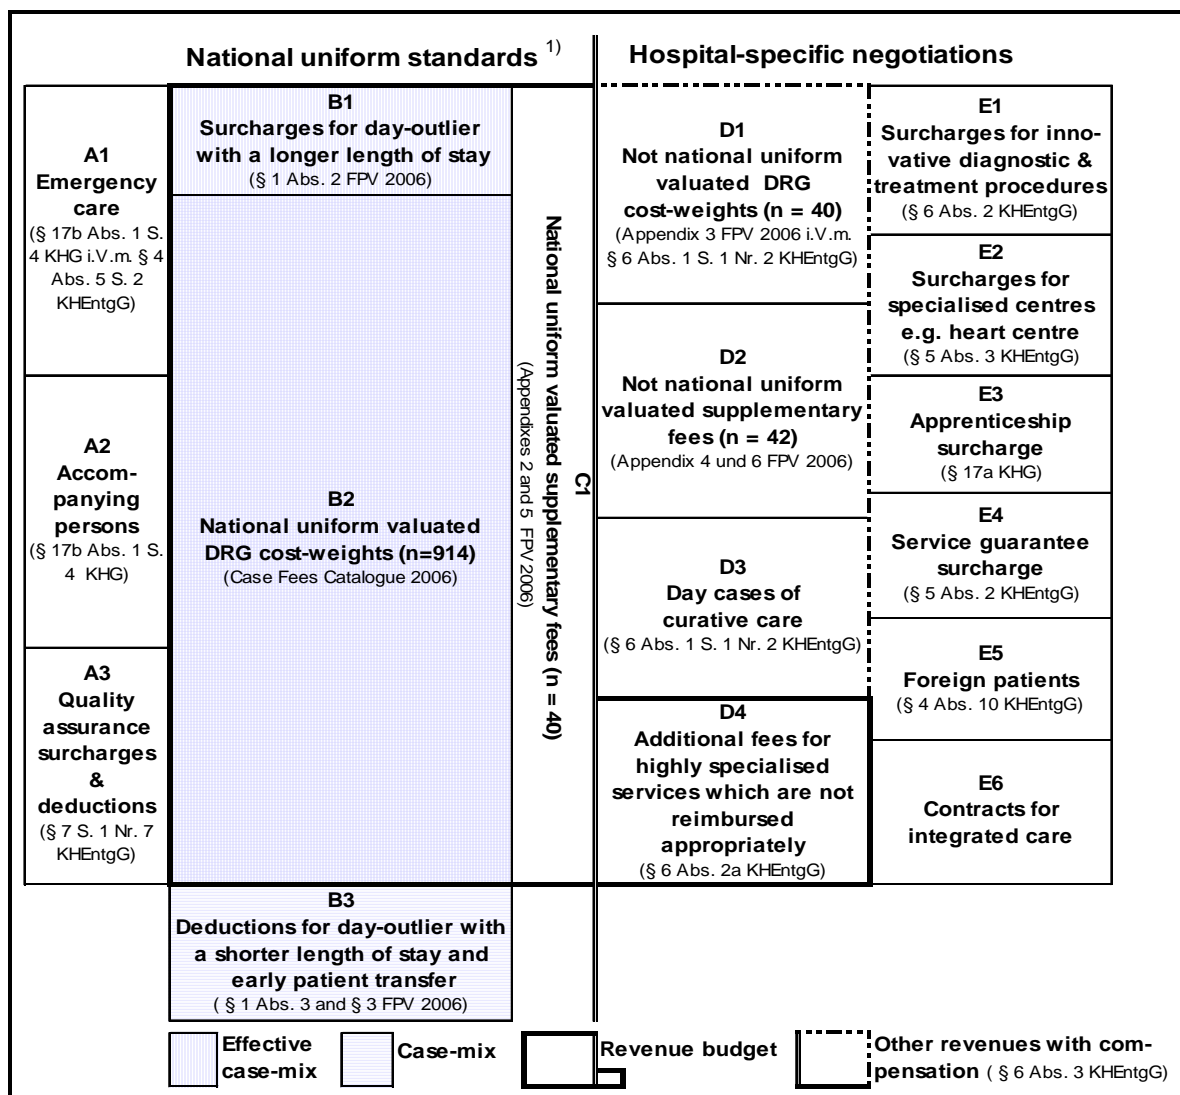 National uniform standards 1)
Hospital-specific negotiations
A1
Emergency
care
(§ 17b Abs. 1 S.
4 KHG i.V.m. § 4
Abs. 5 S. 2
KHEntgG)
A2
Accom-
panying
persons
(§ 17b Abs. 1 S.
4 KHG)
A3
Quality
assurance
surcharges
&
deductions
(§ 7 S. 1 Nr. 7
KHEntgG)
B1
Surcharges for day-outlier
with a longer length of stay
(§ 1 Abs. 2 FPV 2006)
B2
National uniform valuated
DRG cost-weights (n=914)
(Case Fees Catalogue 2006)
B3
Deductions for day-outlier with
a shorter length of stay and
early patient transfer
( § 1 Abs. 3 and § 3 FPV 2006)
C1
National uniform valuated supplementary fees (n = 40)
(Appendixes 2 and 5 FPV 2006)
D1
Not national uniform
valuated DRG
cost-weights (n = 40)
(Appendix 3 FPV 2006 i.V.m.
§ 6 Abs. 1 S. 1 Nr. 2 KHEntgG)
D2
Not national uniform
valuated supplementary
fees (n = 42)
(Appendix 4 und 6 FPV 2006)
D3
Day cases of
curative care
(§ 6 Abs. 1 S. 1 Nr. 2 KHEntgG)
D4
Additional fees for
highly specialised
services which are not
reimbursed
appropriately
(§ 6 Abs. 2a KHEntgG)
E1
Surcharges for inno-
vative diagnostic &
treatment procedures
(§ 6 Abs. 2 KHEntgG)
E2
Surcharges for
specialised centres
e.g. heart centre
(§ 5 Abs. 3 KHEntgG)
E3
Apprenticeship
surcharge
(§ 17a KHG)
E4
Service guarantee
surcharge
(§ 5 Abs. 2 KHEntgG)
E5
Foreign patients
(§ 4 Abs. 10 KHEntgG)
E6
Contracts for
integrated care
Effective
case-mix
Case-mix
Revenue budget
Other revenues with com-
pensation ( § 6 Abs. 3 KHEntgG)